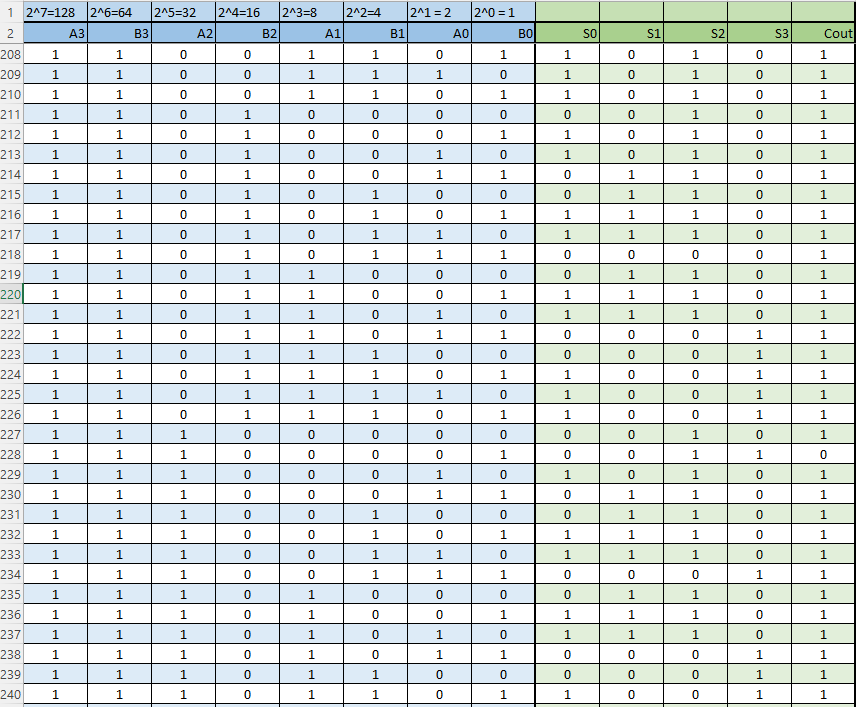 1 2^7=128 2^6=64 2^5=32 2^4=16 2^3=8 2^2=4 2^1 = 2 2^0 = 1
2 A3 B3 A2 B2 A1 B1 A0 B0 S0 S1 S2 S3 Cout
208 1 1 0 0 1 1 0 1 1 0 1 0 1
209 1 1 0 0 1 1 1 0 1 0 1 0 1
210 1 1 0 0 1 1 0 1 1 0 1 0 1
211 1 1 0 1 0 0 0 0 0 0 1 0 1
212 1 1 0 1 0 0 0 1 1 0 1 0 1
213 1 1 0 1 0 0 1 0 1 0 1 0 1
214 1 1 0 1 0 0 1 1 0 1 1 0 1
215 1 1 0 1 0 1 0 0 0 1 1 0 1
216 1 1 0 1 0 1 0 1 1 1 1 0 1
217 1 1 0 1 0 1 1 0 1 1 1 0 1
218 1 1 0 1 0 1 1 1 0 0 0 0 1
219 1 1 0 1 1 0 0 0 0 1 1 0 1
220 1 1 0 1 1 0 0 1 1 1 1 0 1
221 1 1 0 1 1 0 1 0 1 1 1 0 1
222 1 1 0 1 1 0 1 1 0 0 0 1 1
223 1 1 0 1 1 1 0 0 0 0 0 1 1
224 1 1 0 1 1 1 0 1 1 0 0 1 1
225 1 1 0 1 1 1 1 0 1 0 0 1 1
226 1 1 0 1 1 1 0 1 1 0 0 1 1
227 1 1 1 0 0 0 0 0 0 0 1 0 1
228 1 1 1 0 0 0 0 1 0 0 1 1 0
229 1 1 1 0 0 0 1 0 1 0 1 0 1
230 1 1 1 0 0 0 1 1 0 1 1 0 1
231 1 1 1 0 0 1 0 0 0 1 1 0 1
232 1 1 1 0 0 1 0 1 1 1 1 0 1
233 1 1 1 0 0 1 1 0 1 1 1 0 1
234 1 1 1 0 0 1 1 1 0 0 0 1 1
235 1 1 1 0 1 0 0 0 0 1 1 0 1
236 1 1 1 0 1 0 0 1 1 1 1 0 1
237 1 1 1 0 1 0 1 0 1 1 1 0 1
238 1 1 1 0 1 0 1 1 0 0 0 1 1
239 1 1 1 0 1 1 0 0 0 0 0 1 1
240 1 1 1 0 1 1 0 1 1 0 0 1 1